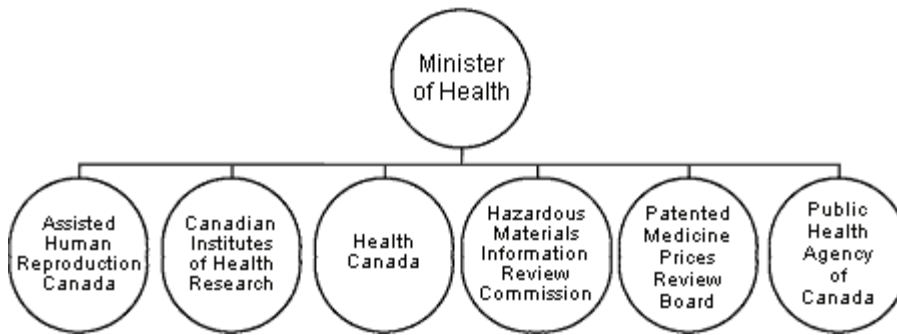 Minister
of Health
Assisted
Human
Reproduction
Canada
Canadian
Institutes
of Health
Research
Health
Canada
Hazardous
Materials
Information
Review
Commission
Patented
Medicine
Prices
Review
Board
Public
Health
Agency
of
Canada